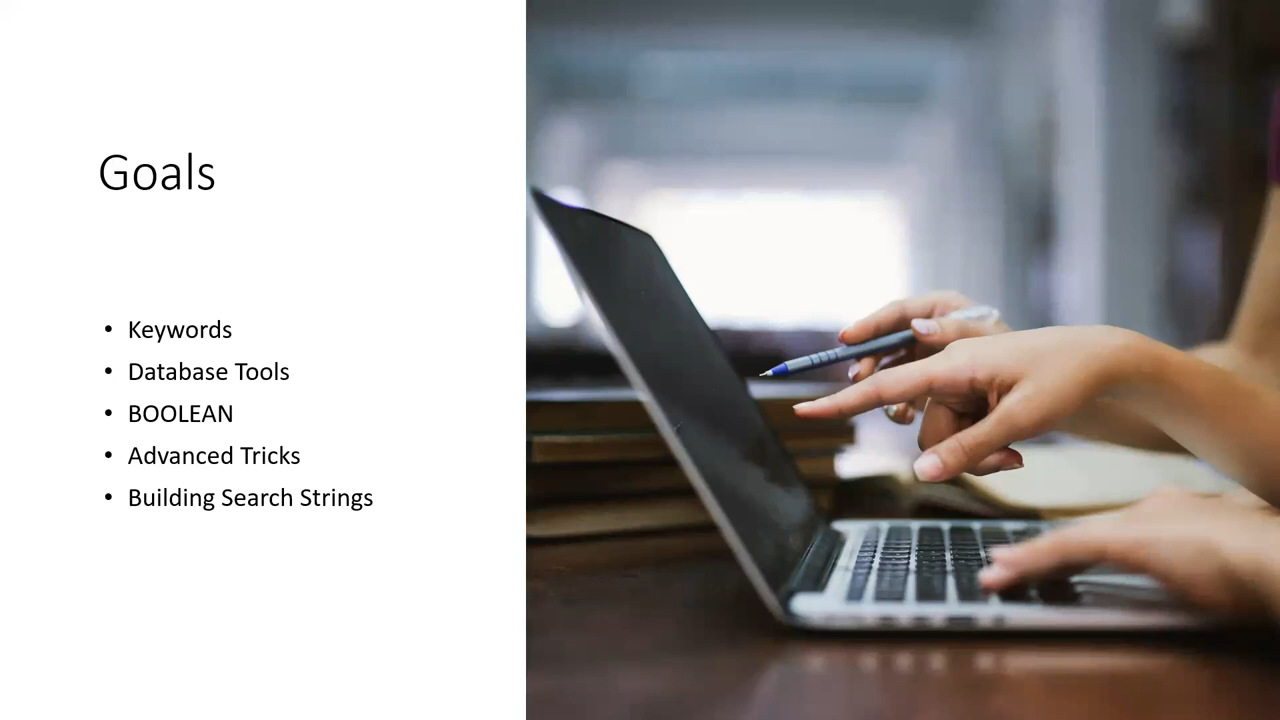 Goals
• Keywords
• Database Tools
• BOOLEAN
• Advanced Tricks
• Building Search Strings